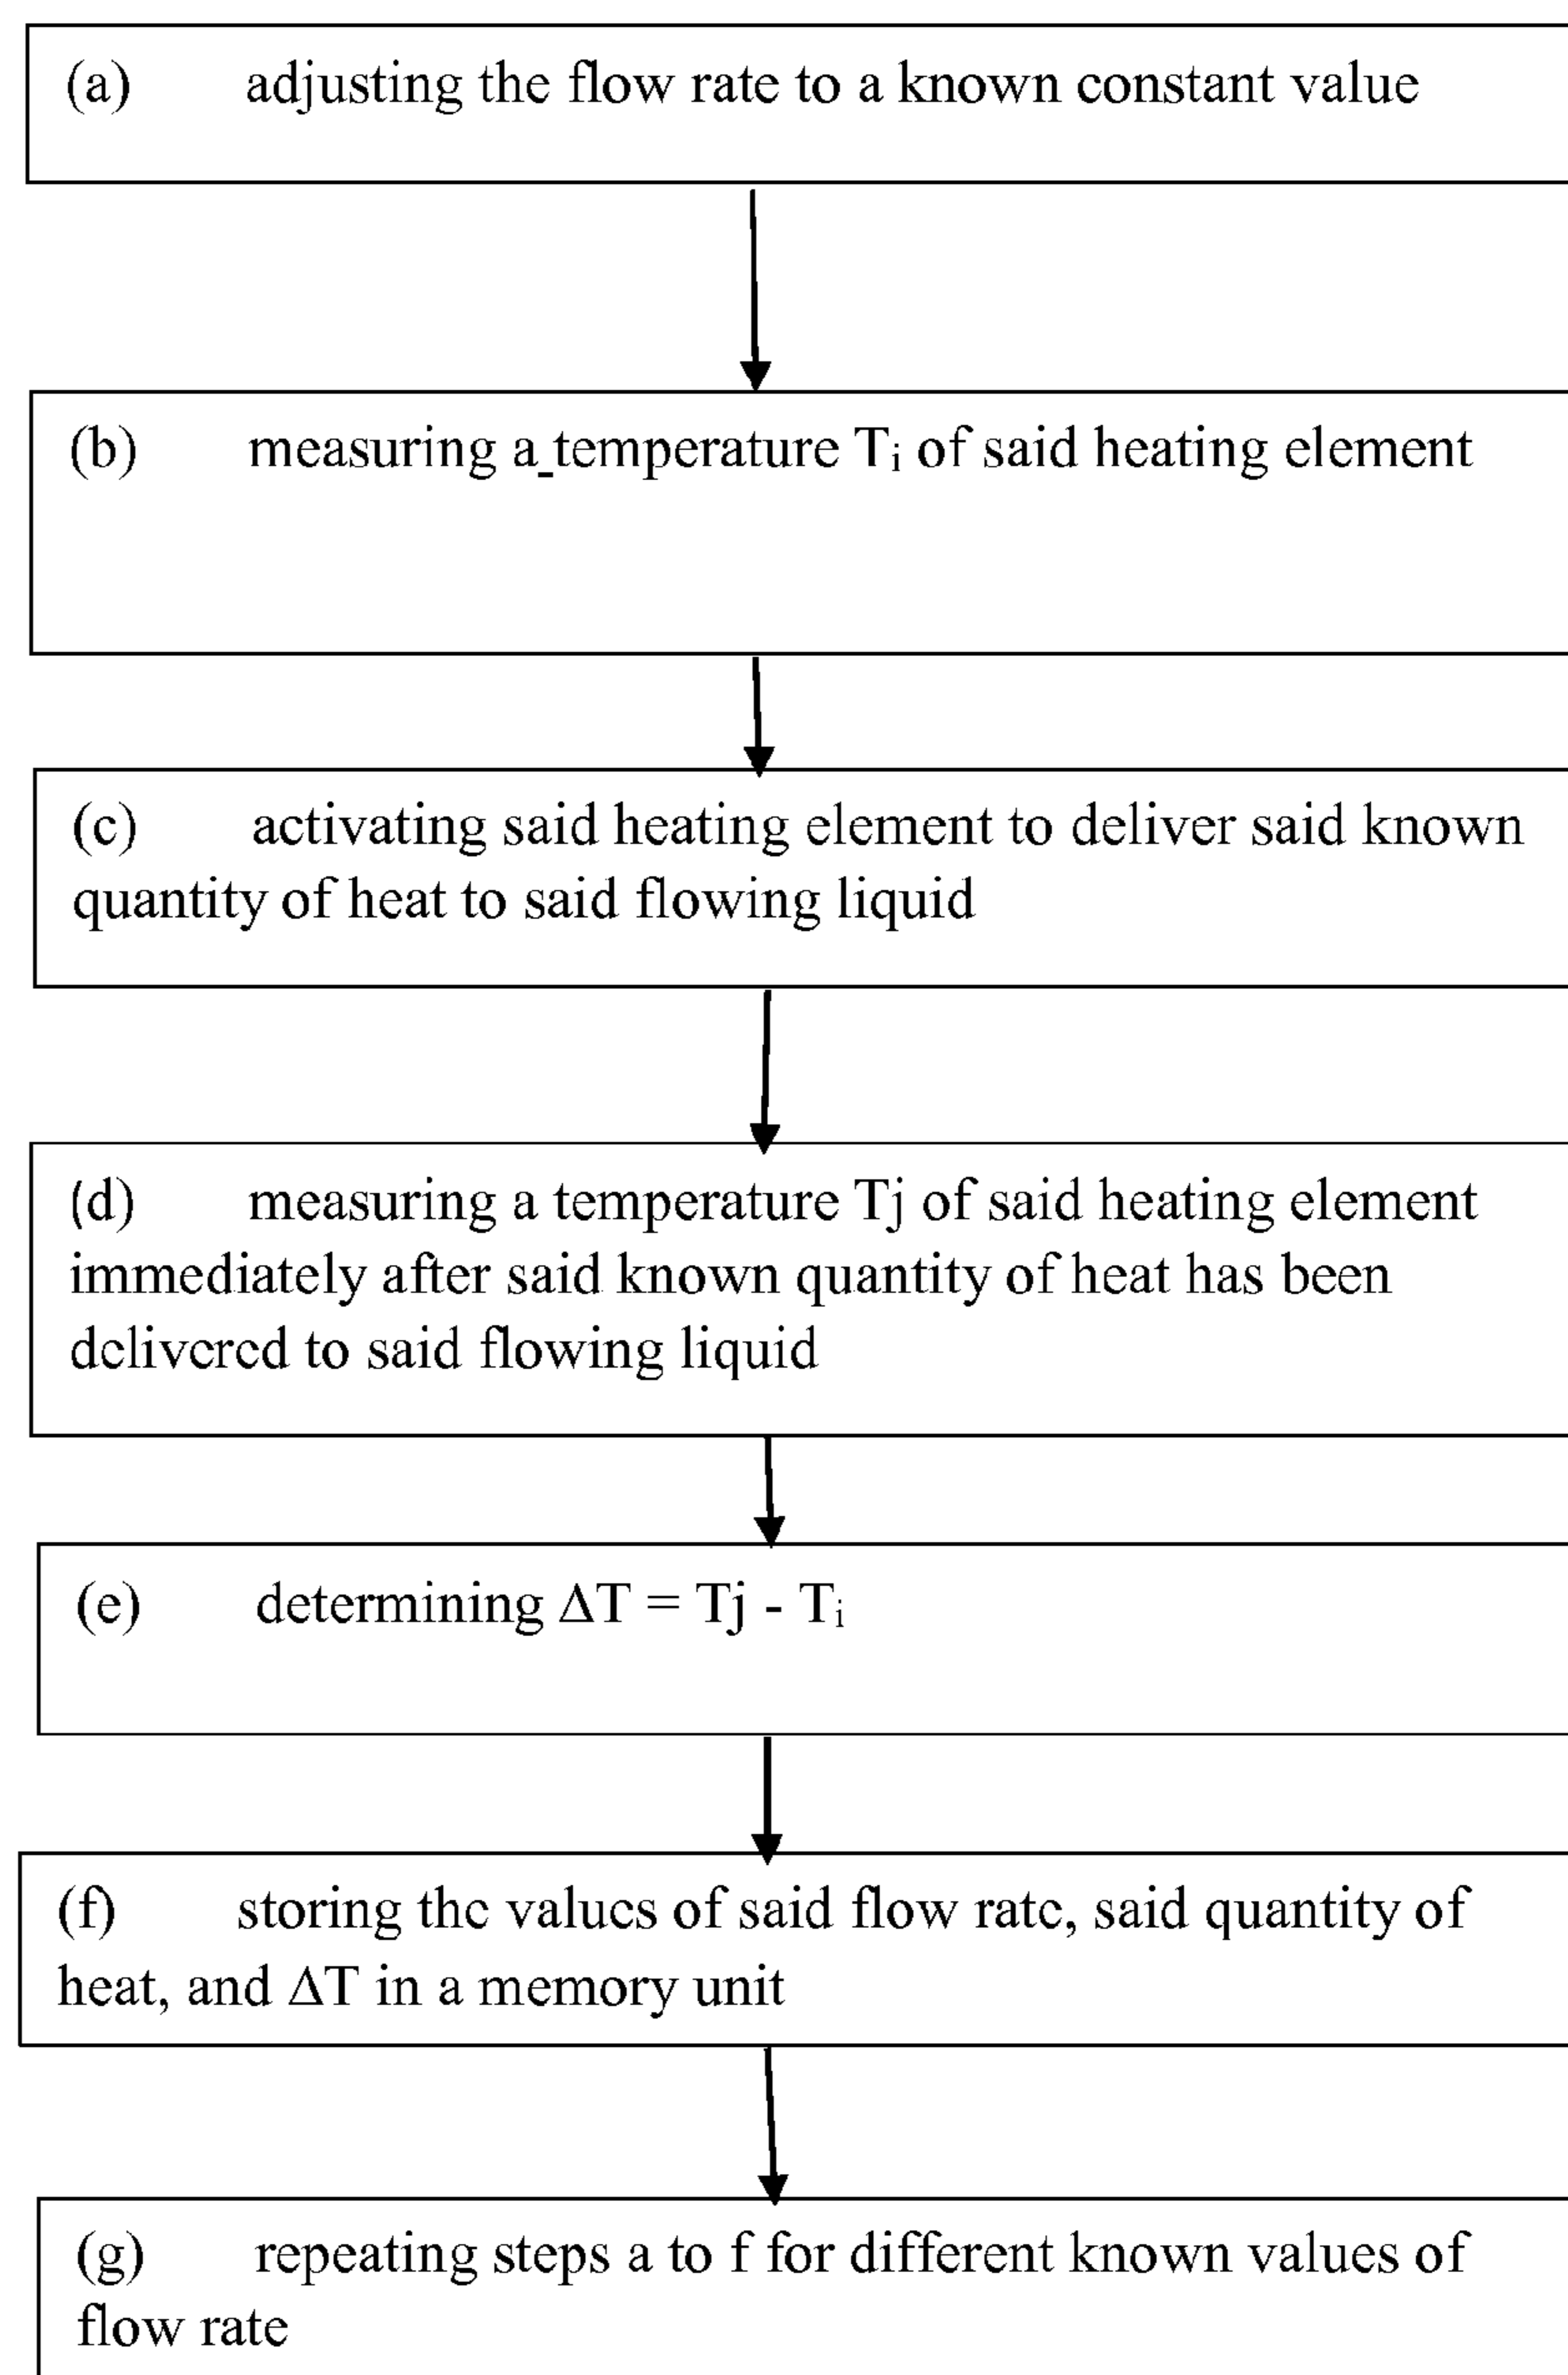 (a) adjusting the flow rate to a known constant value
(b) measuring a_temperature Tᵢ of said heating element
(c) activating said heating element to deliver said known
quantity of heat to said flowing liquid
(d) measuring a temperature Tj of said heating element
immediately after said known quantity of heat has been
delivered to said flowing liquid
(e) determining ΔT = Tj - Tᵢ
(f) storing the values of said flow rate, said quantity of
heat, and ΔT in a memory unit
(g) repeating steps a to f for different known values of
flow rate